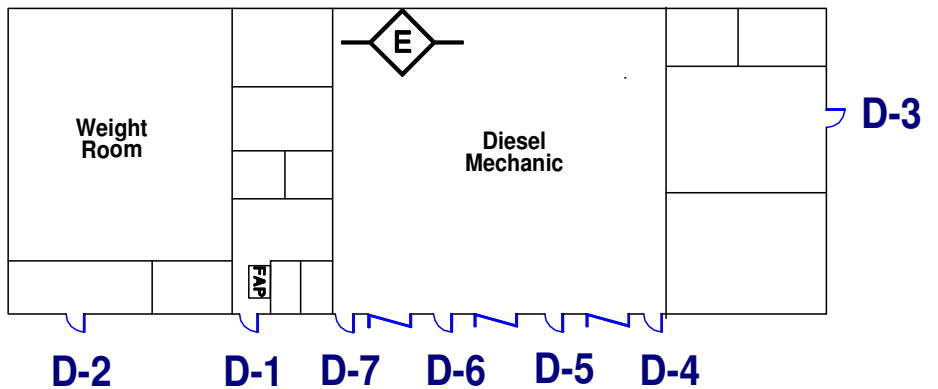 E
D-3
Weight
Room
Diesel
Mechanic
FAP
D-2
D-1
D-7
D-6
D-5
D-4